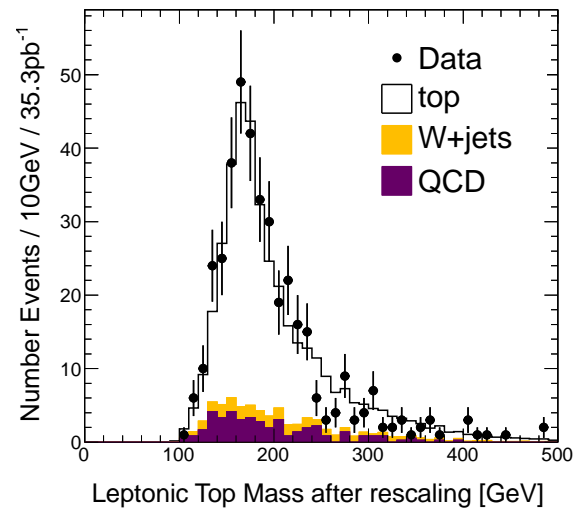 Number Events / 10GeV / 35.3pb⁻¹
50
40
30
20
10
0
Data
top
W+jets
QCD
0 100 200 300 400 500
Leptonic Top Mass after rescaling [GeV]